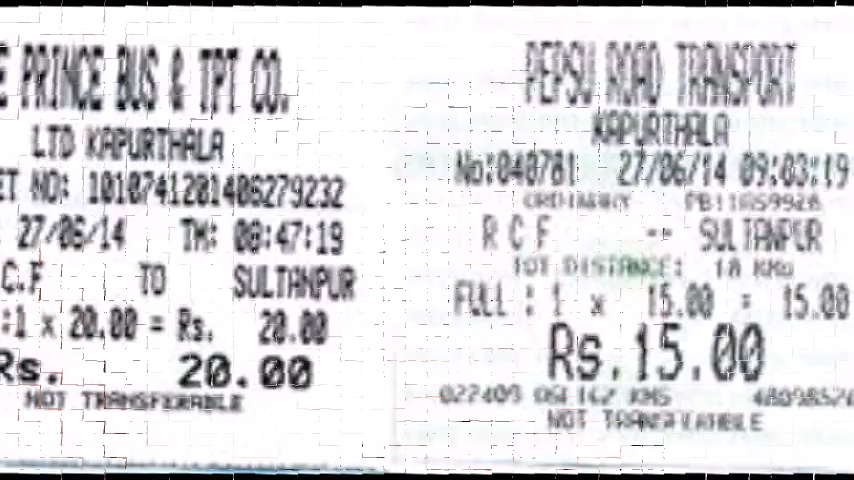 E PRINCE BUS & TPT CO.
LTD KAPURTHALA
ET NO: 1010741201406279232
27/06/14 TM: 08:47:19
C.F TO SULTANPUR
:1 x 20.00 = Rs. 20.00
Rs. 20.00
NOT TRANSFERABLE
PEPSU ROAD TRANSPORT
KAPURTHALA
No:040781 27/06/14 09:03:19
ORDINARY
R C F -- SULTANPUR
TOT DISTANCE: 18 KMs
FULL : 1 x 15.00 = 15.00
Rs.15.00
NOT TRANSFERABLE